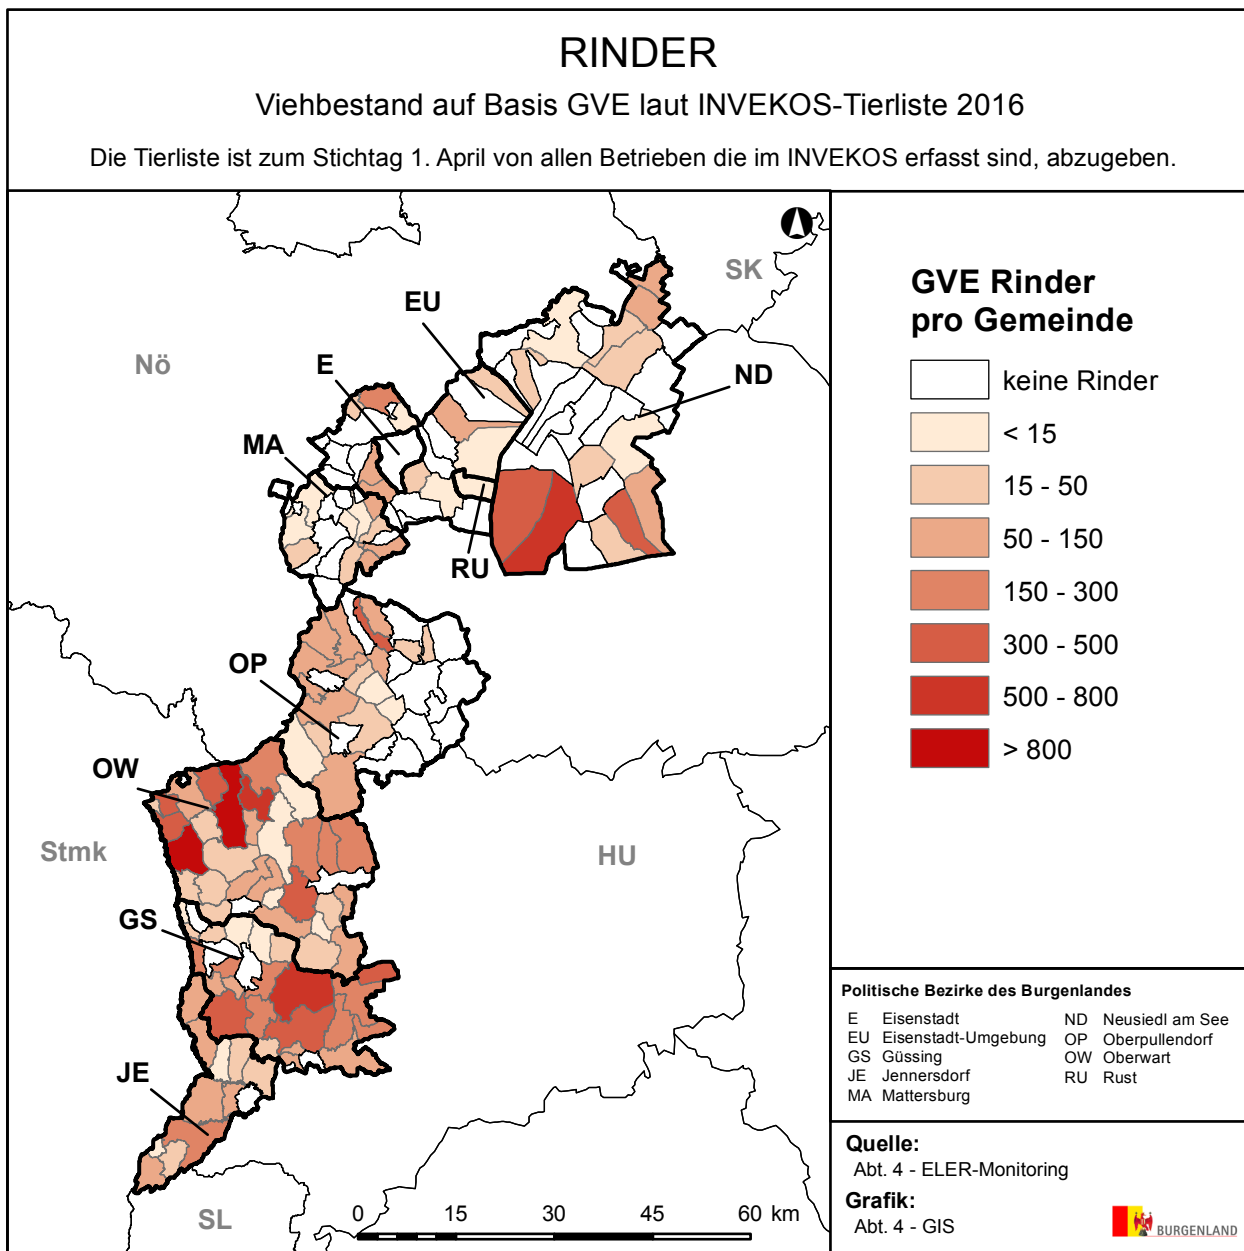 RINDER
Viehbestand auf Basis GVE laut INVEKOS-Tierliste 2016
Die Tierliste ist zum Stichtag 1. April von allen Betrieben die im INVEKOS erfasst sind, abzugeben.
SK
EU
Nö
E
ND
MA
RU
OP
OW
Stmk
HU
GS
JE
SL
0 15 30 45 60 km
GVE Rinder
pro Gemeinde
keine Rinder
< 15
15 - 50
50 - 150
150 - 300
300 - 500
500 - 800
> 800
Politische Bezirke des Burgenlandes
E Eisenstadt
EU Eisenstadt-Umgebung
GS Güssing
JE Jennersdorf
MA Mattersburg
ND Neusiedl am See
OP Oberpullendorf
OW Oberwart
RU Rust
Quelle:
Abt. 4 - ELER-Monitoring
Grafik:
Abt. 4 - GIS
BURGENLAND